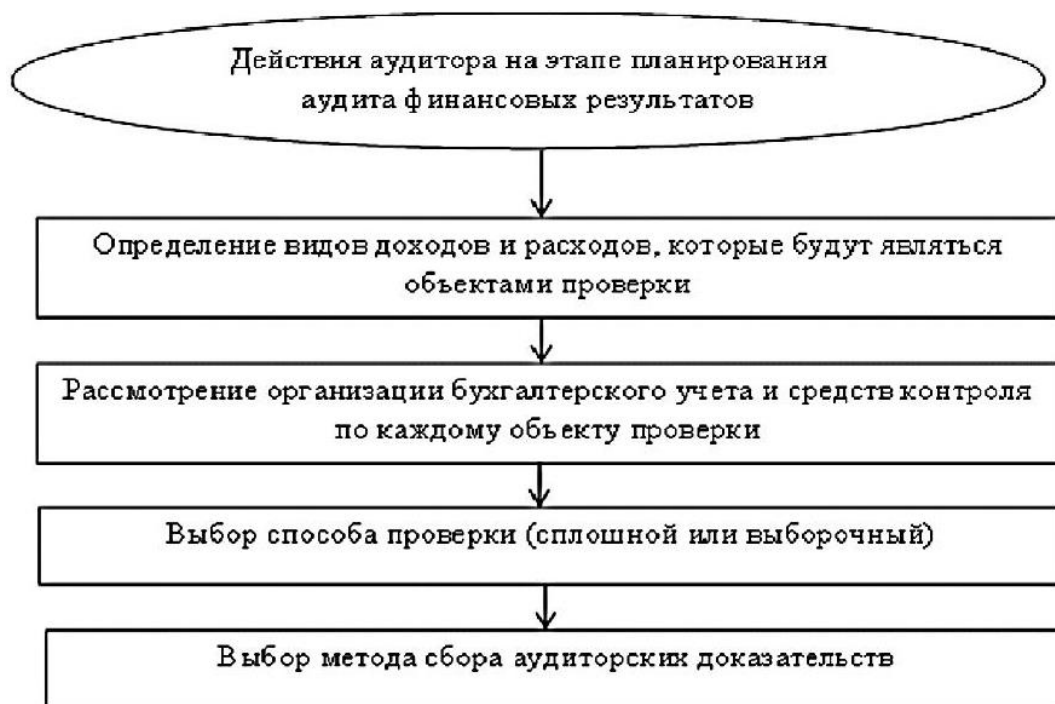 Действия аудитора на этапе планирования
аудита финансовых результатов
Определение видов доходов и расходов, которые будут являться
объектами проверки
Рассмотрение организации бухгалтерского учета и средств контроля
по каждому объекту проверки
Выбор способа проверки (сплошной или выборочный)
Выбор метода сбора аудиторских доказательств